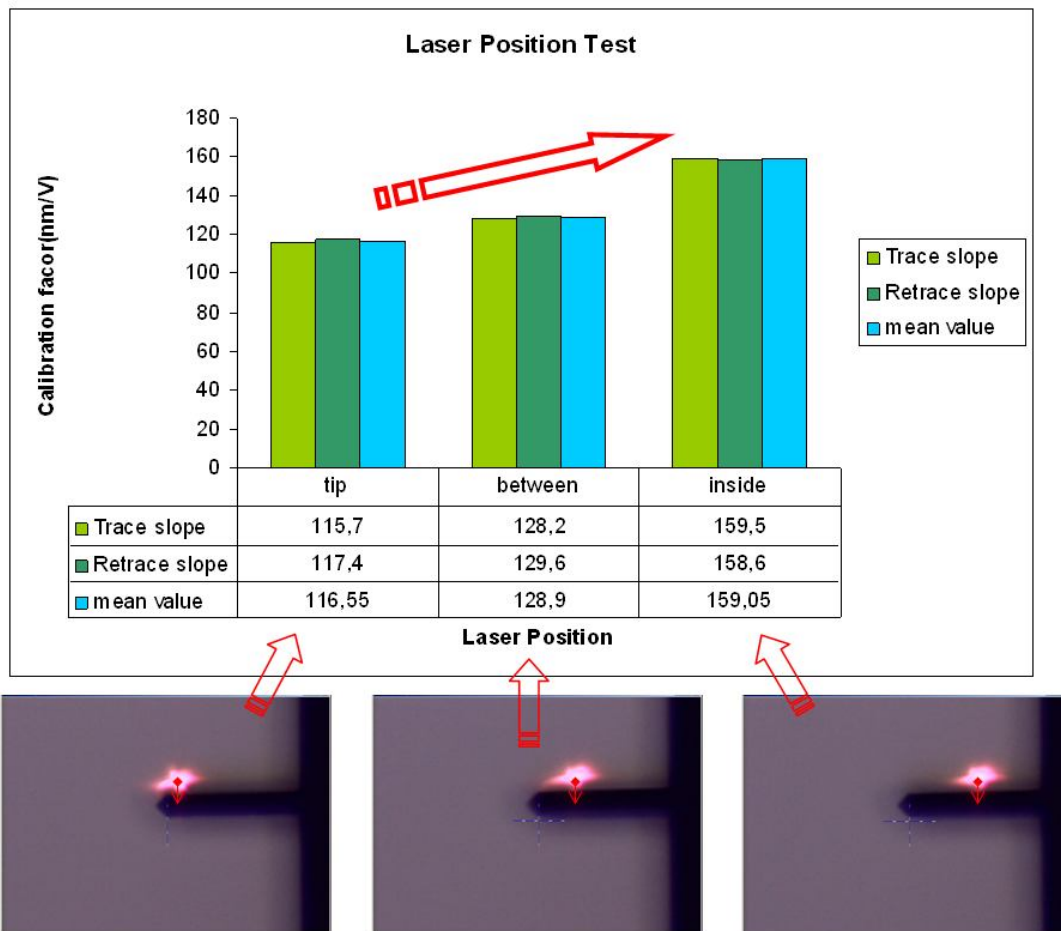 Laser Position Test
Calibration facor(nm/V)
180
160
140
120
100
80
60
40
20
0
Trace slope
Retrace slope
mean value
tip between inside
Trace slope 115,7 128,2 159,5
Retrace slope 117,4 129,6 158,6
mean value 116,55 128,9 159,05
Laser Position